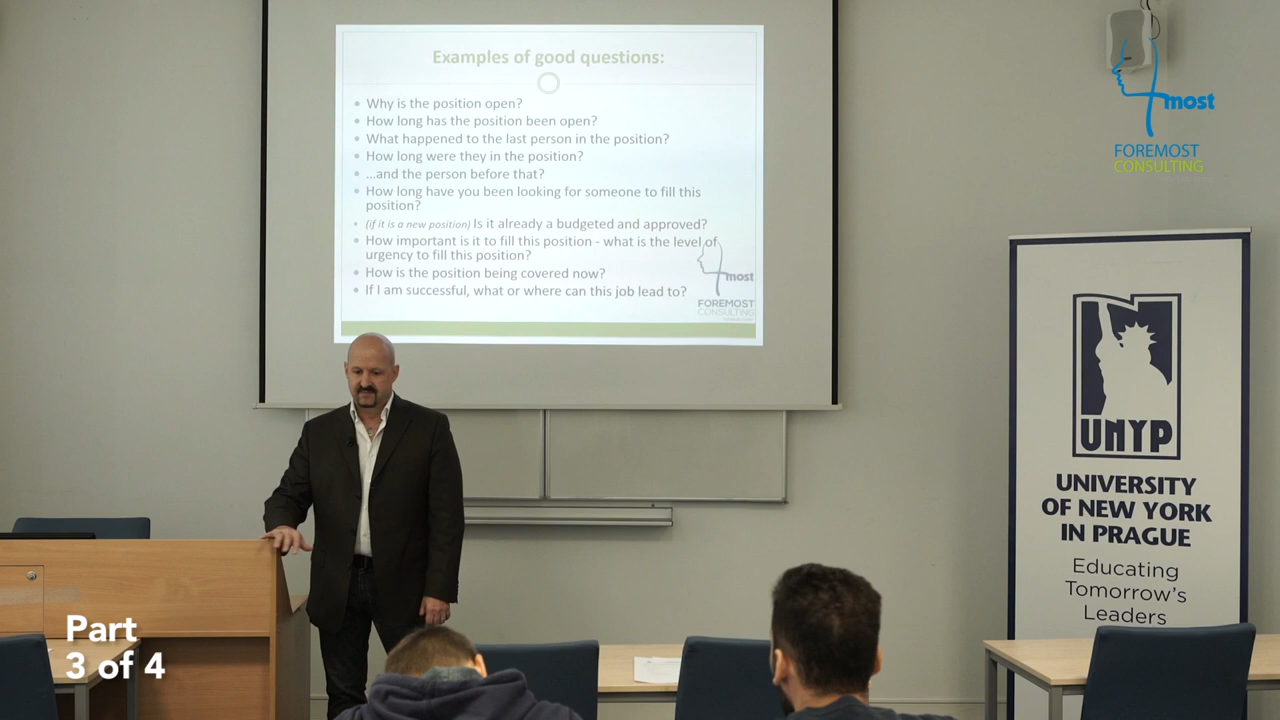 Examples of good questions:
Why is the position open?
How long has the position been open?
What happened to the last person in the position?
How long were they in the position?
...and the person before that?
How long have you been looking for someone to fill this
position?
(if it is a new position) Is it already a budgeted and approved?
How important is it to fill this position - what is the level of
urgency to fill this position?
How is the position being covered now?
If I am successful, what or where can this job lead to?
most
FOREMOST
CONSULTING
most
FOREMOST
CONSULTING
UNYP
UNIVERSITY
OF NEW YORK
IN PRAGUE
Educating
Tomorrow's
Leaders
Part
3 of 4